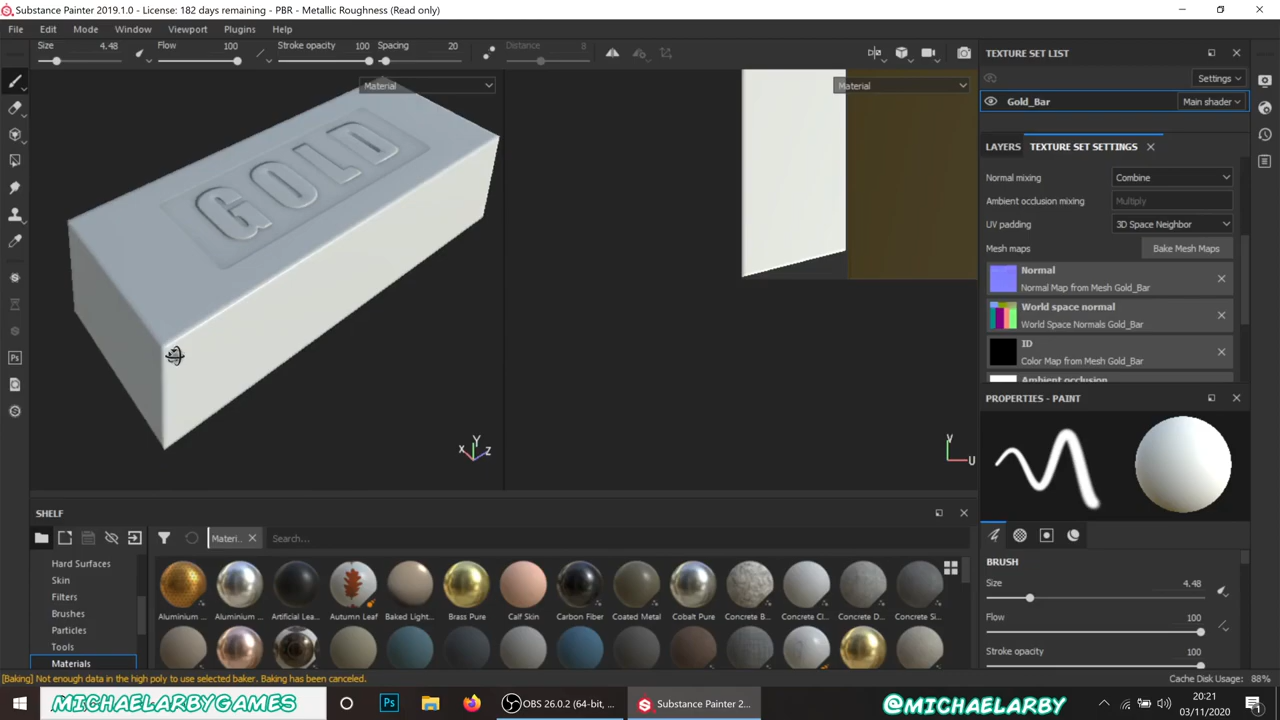 Substance Painter 2019.1.0 - License: 182 days remaining - PBR - Metallic Roughness (Read only)
File Edit Mode Window Viewport Plugins Help
Size 4.48 Flow 100 Stroke opacity 100 Spacing 20 Distance 8
Material
Material
GOLD
X Y Z
V U
TEXTURE SET LIST
Settings
Gold_Bar Main shader
LAYERS TEXTURE SET SETTINGS
Normal mixing Combine
Ambient occlusion mixing Multiply
UV padding 3D Space Neighbor
Mesh maps Bake Mesh Maps
Normal
Normal Map from Mesh Gold_Bar
World space normal
World Space Normals Gold_Bar
ID
Color Map from Mesh Gold_Bar
Ambient occlusion
PROPERTIES - PAINT
BRUSH
Size 4.48
Flow 100
Stroke opacity 100
SHELF
Materi... Search...
Hard Surfaces
Skin
Filters
Brushes
Particles
Tools
Materials
Aluminium ... Aluminium ... Artificial Lea... Autumn Leaf Baked Light... Brass Pure Calf Skin Carbon Fiber Coated Metal Cobalt Pure Concrete B... Concrete Cl... Concrete D... Concrete Si...
[Baking] Not enough data in the high poly to use selected baker. Baking has been canceled.
Cache Disk Usage: 88%
MICHAELARBYGAMES
Ps
OBS 26.0.2 (64-bit, ...
Substance Painter 2...
@MICHAELARBY
20:21
03/11/2020
1